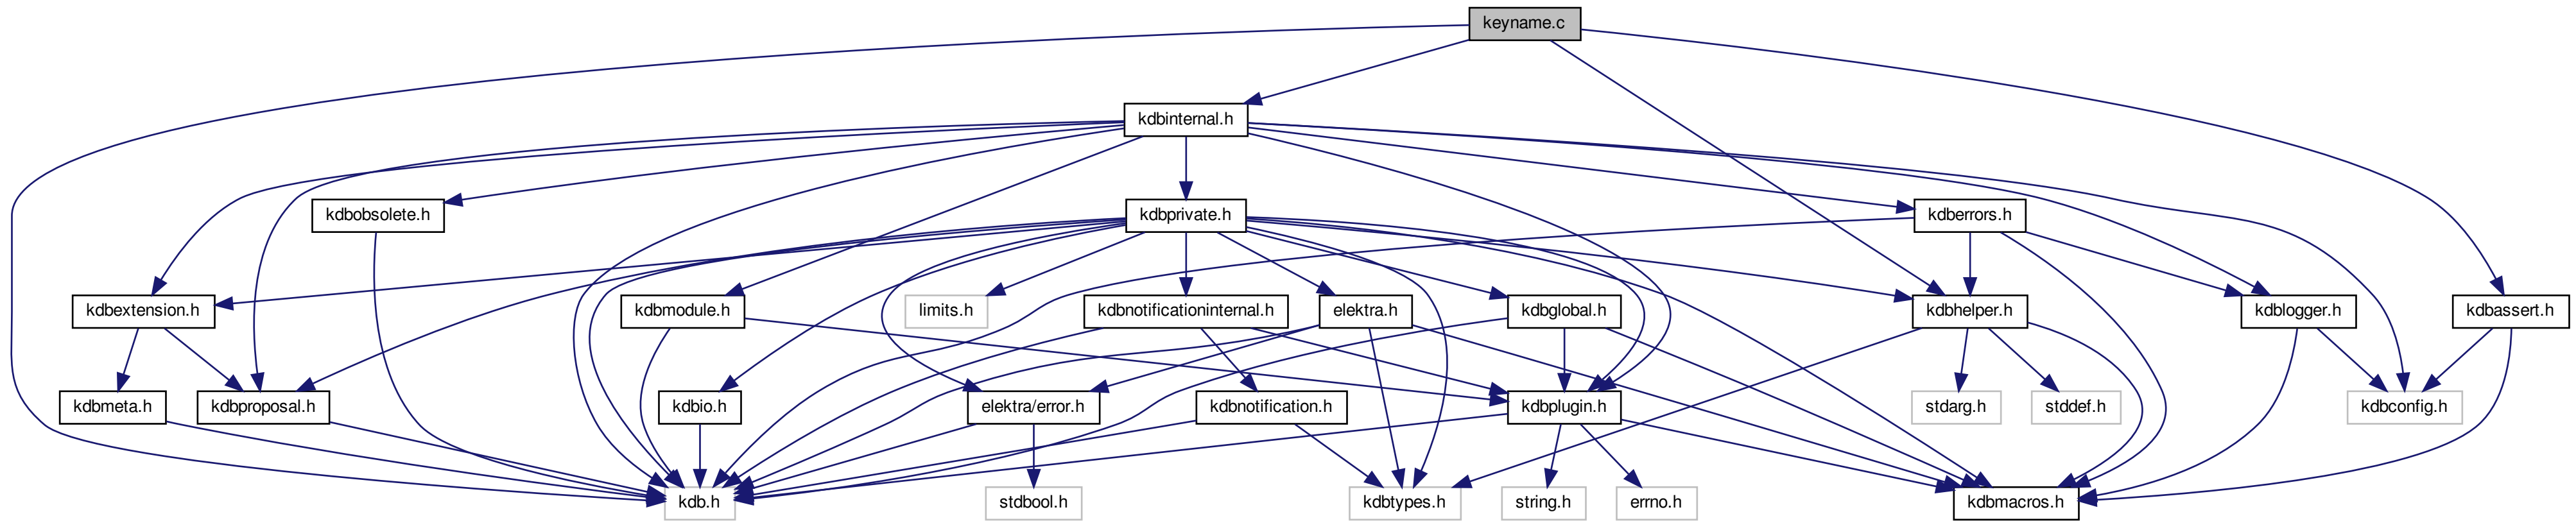 keyname.c
kdbinternal.h
kdbobsolete.h
kdbprivate.h
kdberrors.h
kdbextension.h
kdbmodule.h
limits.h
kdbnotificationinternal.h
elektra.h
kdbglobal.h
kdbhelper.h
kdblogger.h
kdbassert.h
kdbmeta.h
kdbproposal.h
kdbio.h
elektra/error.h
kdbnotification.h
kdbplugin.h
stdarg.h
stddef.h
kdbconfig.h
kdb.h
stdbool.h
kdbtypes.h
string.h
errno.h
kdbmacros.h